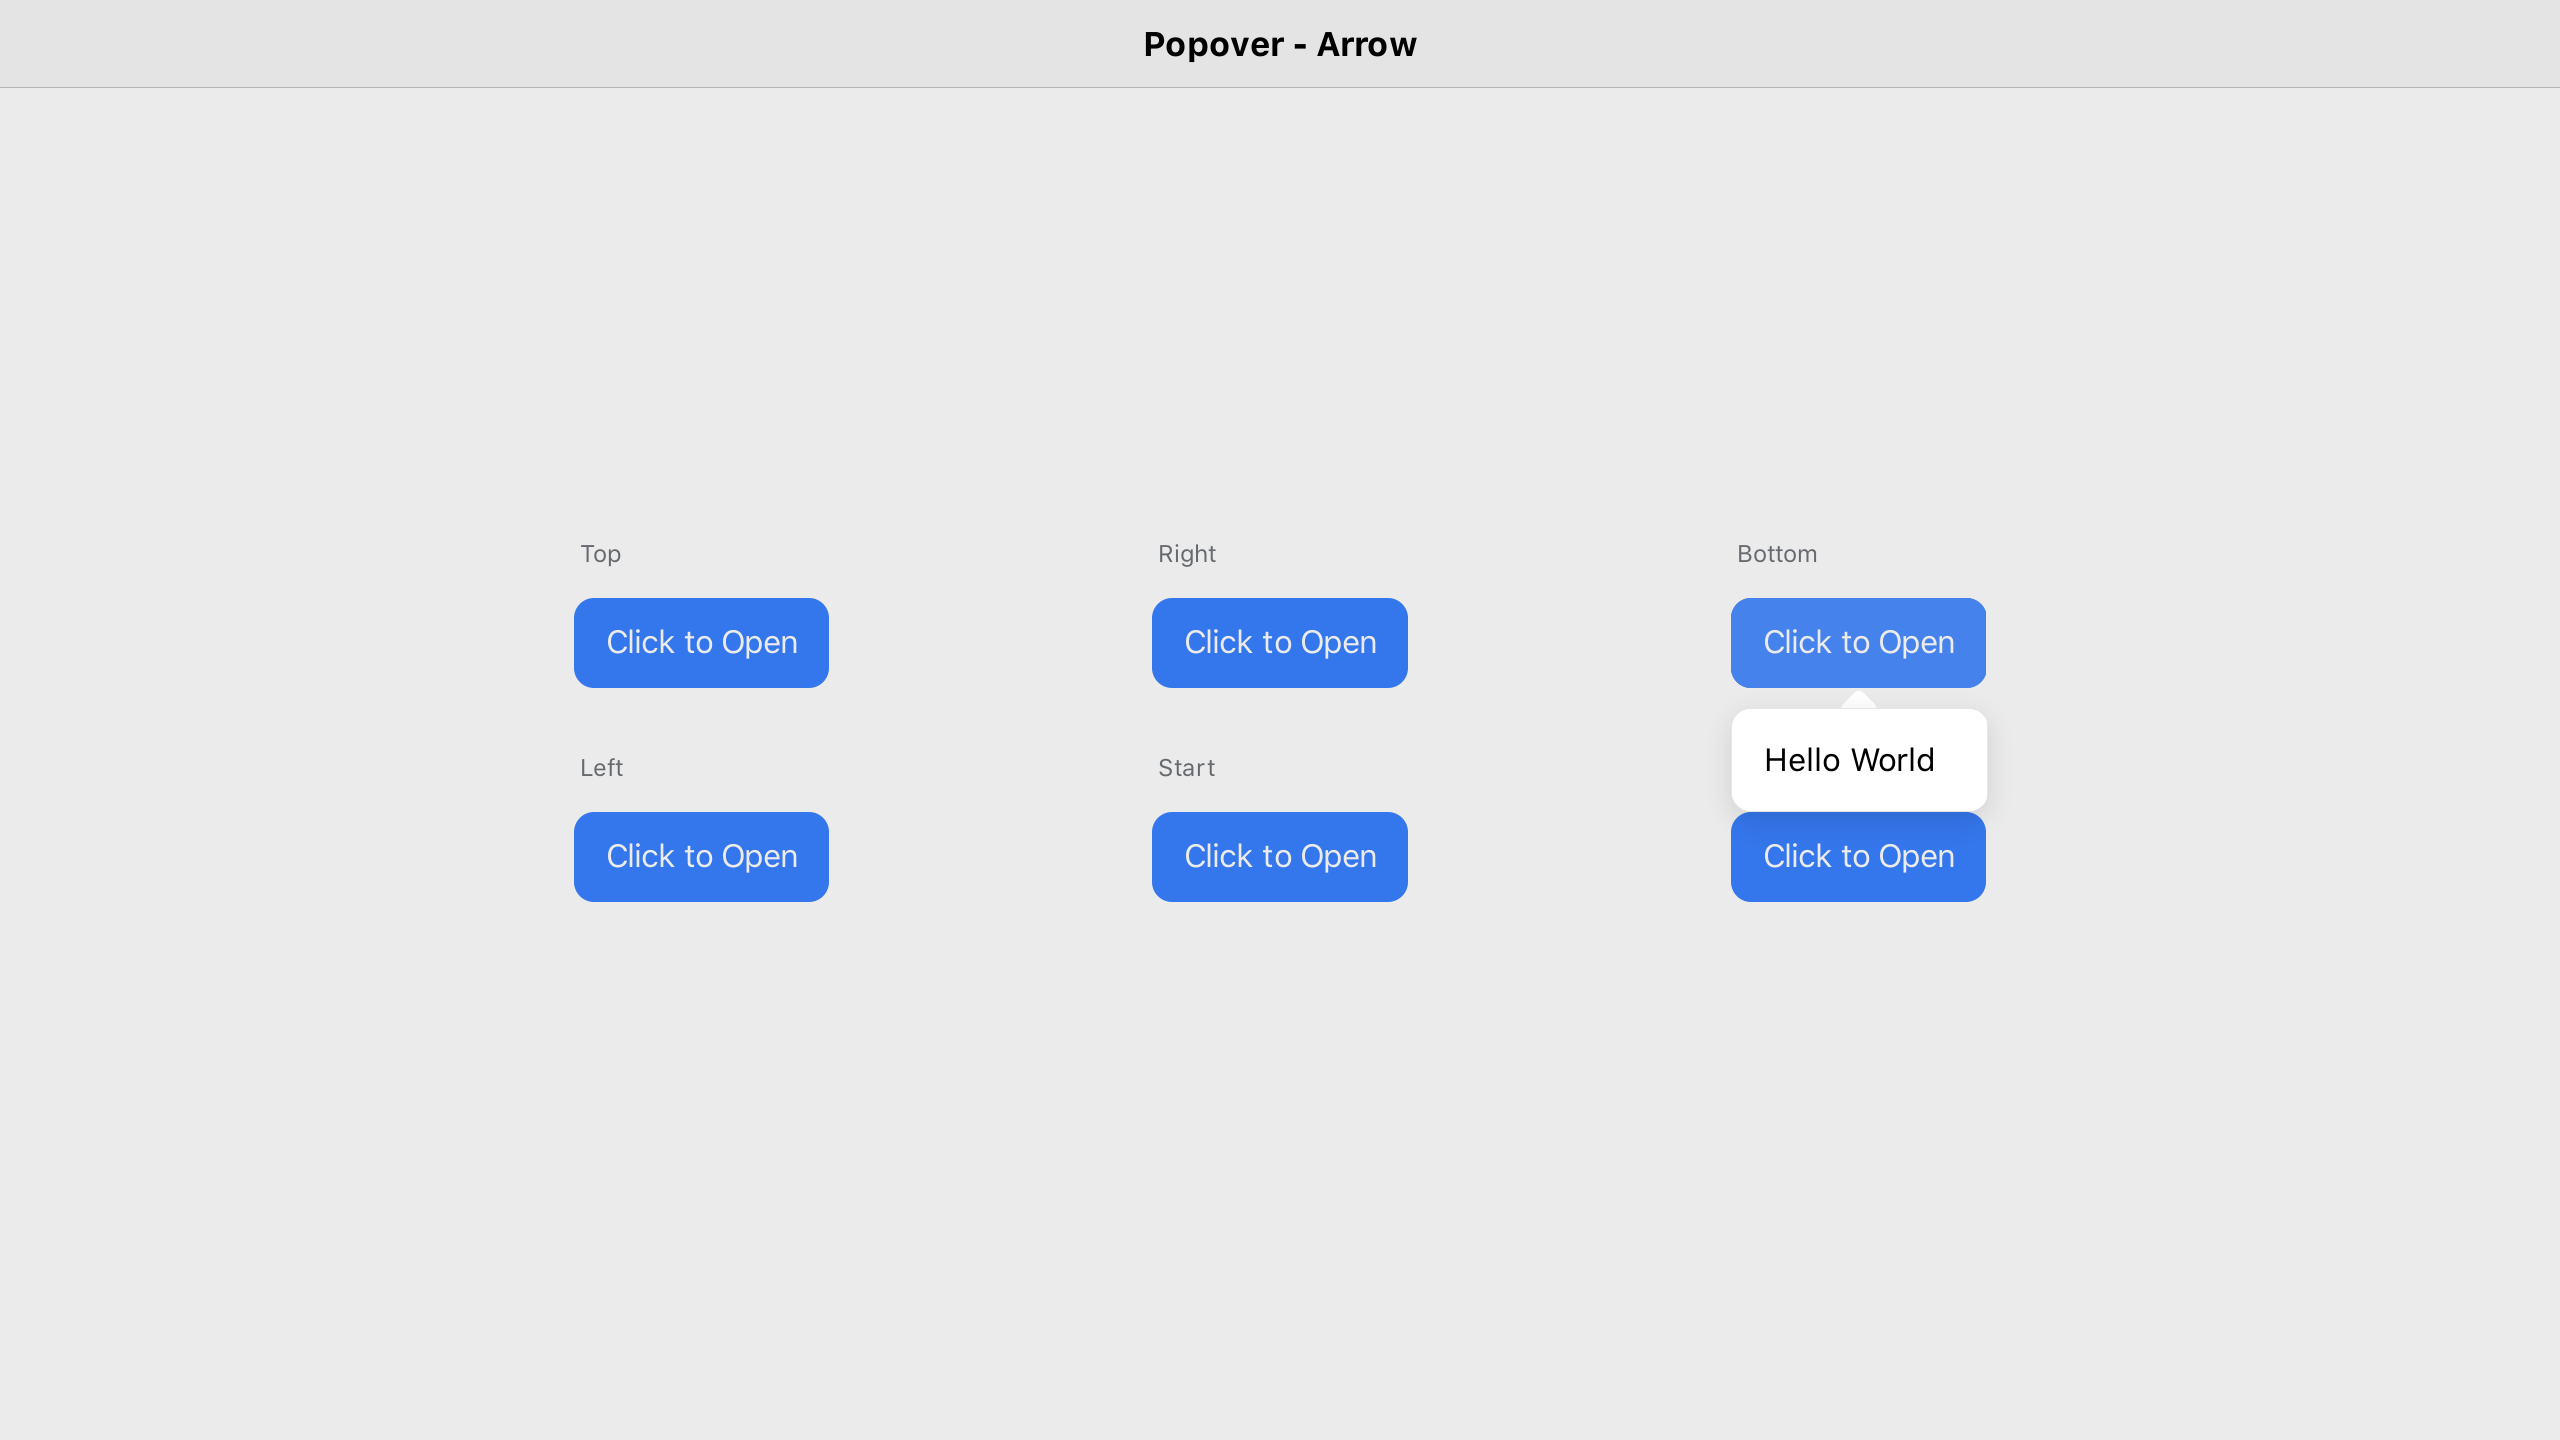 Popover - Arrow
Top
Right
Bottom
Click to Open
Click to Open
Click to Open
Hello World
Left
Start
Click to Open
Click to Open
Click to Open